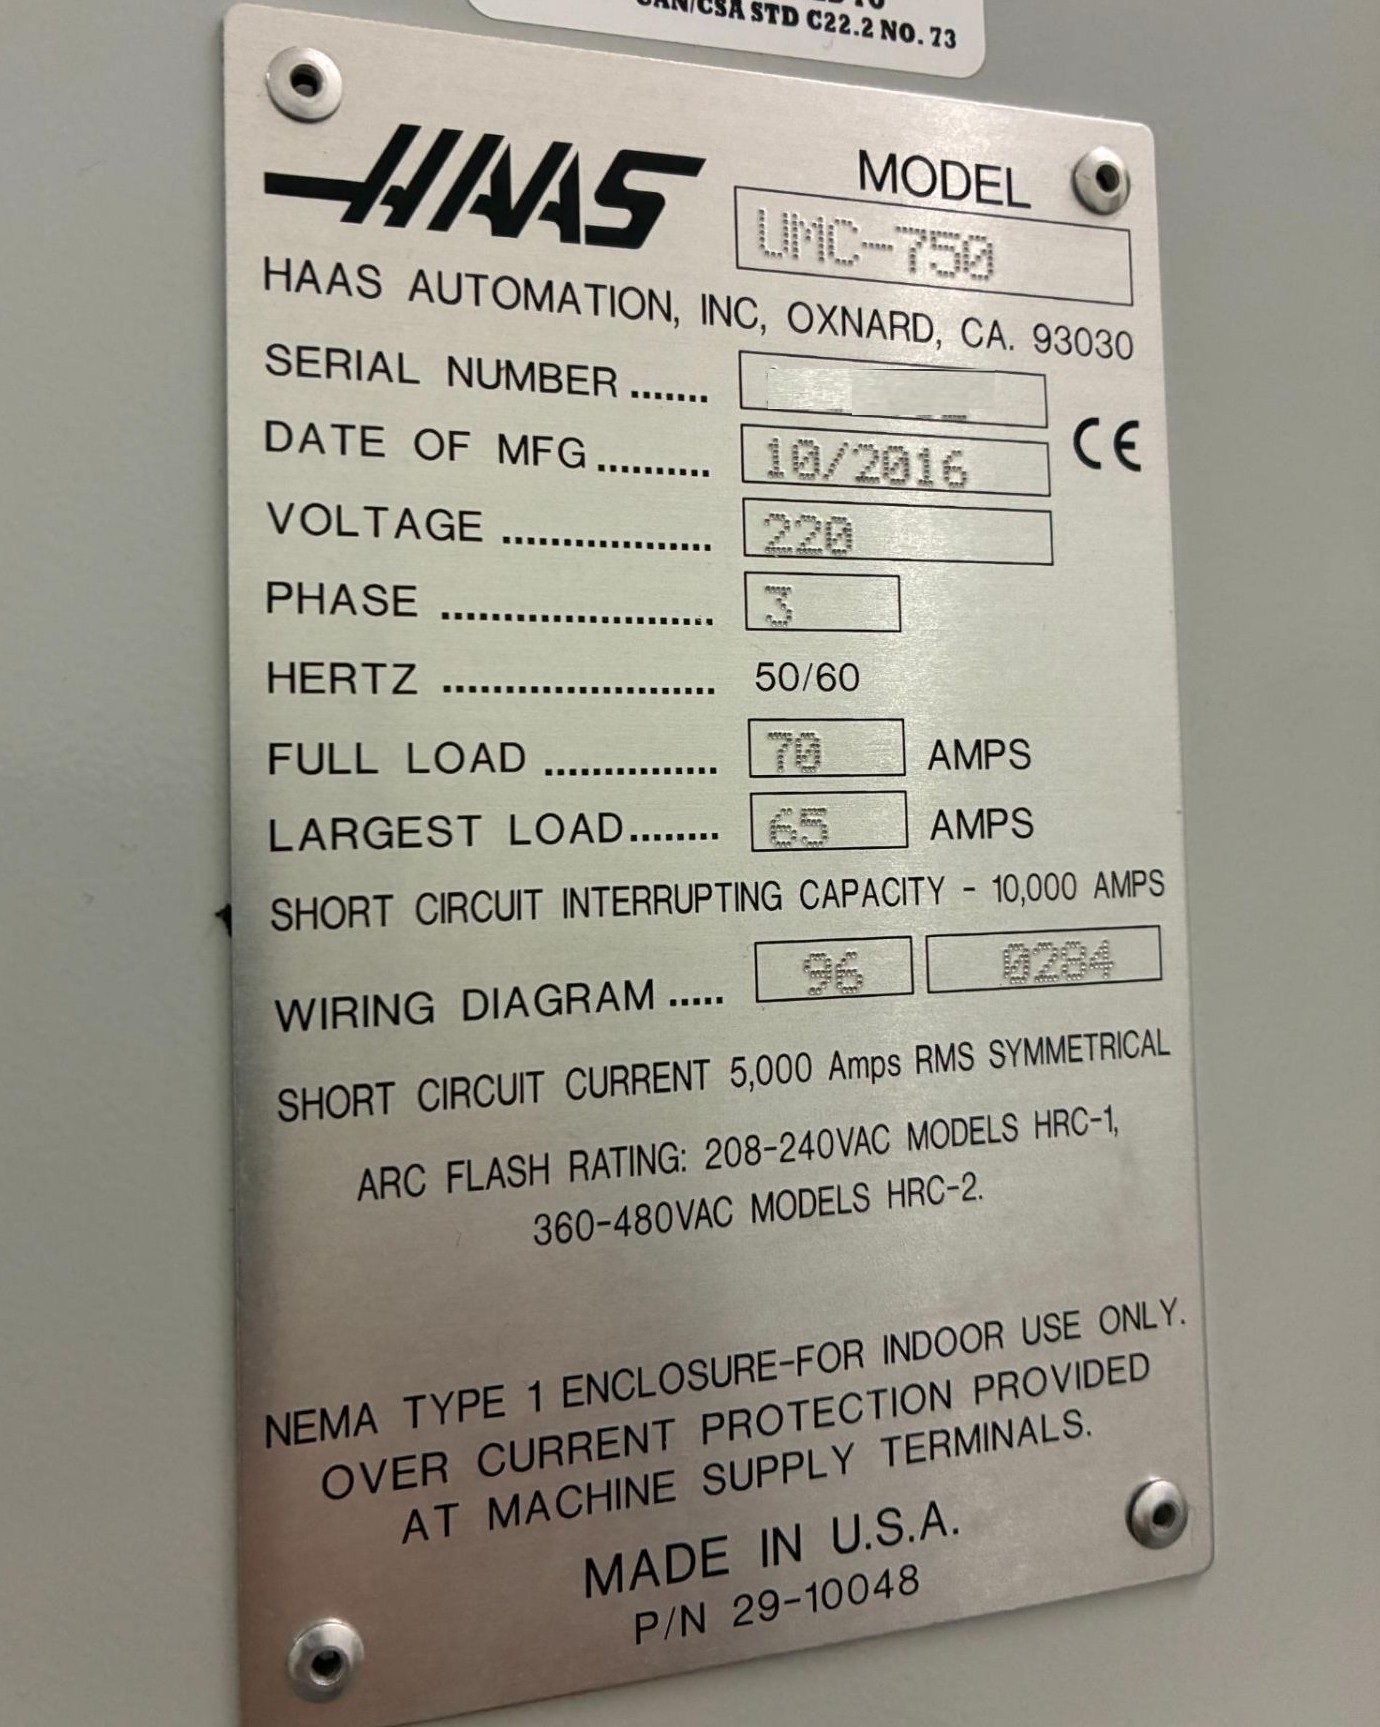 CAN/CSA STD C22.2 NO. 73
HAAS
MODEL
UMC-750
HAAS AUTOMATION, INC, OXNARD, CA. 93030
SERIAL NUMBER .......
DATE OF MFG .......... 10/2016
CE
VOLTAGE .................. 220
PHASE ....................... 3
HERTZ ....................... 50/60
FULL LOAD ............... 70 AMPS
LARGEST LOAD ........ 65 AMPS
SHORT CIRCUIT INTERRUPTING CAPACITY - 10,000 AMPS
WIRING DIAGRAM ..... 96 0284
SHORT CIRCUIT CURRENT 5,000 Amps RMS SYMMETRICAL
ARC FLASH RATING: 208-240VAC MODELS HRC-1,
360-480VAC MODELS HRC-2.
NEMA TYPE 1 ENCLOSURE-FOR INDOOR USE ONLY.
OVER CURRENT PROTECTION PROVIDED
AT MACHINE SUPPLY TERMINALS.
MADE IN U.S.A.
P/N 29-10048